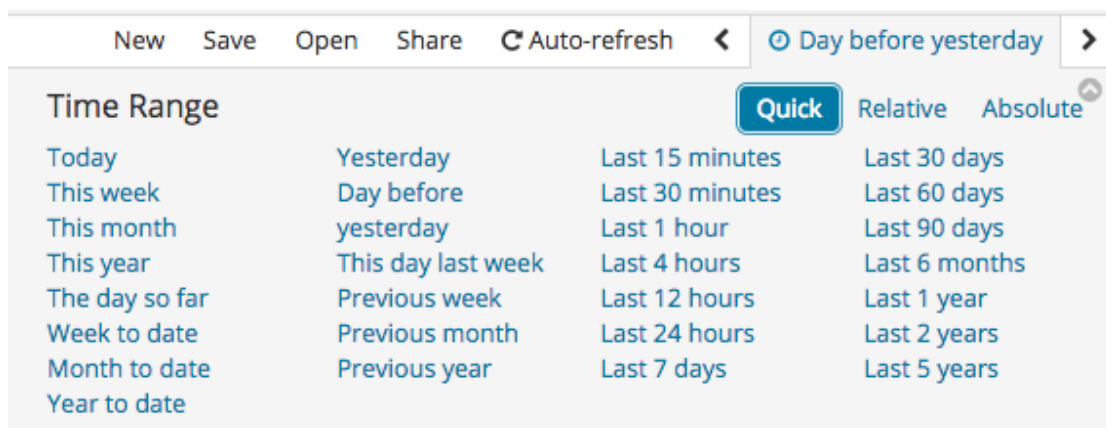 New Save Open Share Auto-refresh Day before yesterday
Time Range Quick Relative Absolute
Today
This week
This month
This year
The day so far
Week to date
Month to date
Year to date
Yesterday
Day before
yesterday
This day last week
Previous week
Previous month
Previous year
Last 15 minutes
Last 30 minutes
Last 1 hour
Last 4 hours
Last 12 hours
Last 24 hours
Last 7 days
Last 30 days
Last 60 days
Last 90 days
Last 6 months
Last 1 year
Last 2 years
Last 5 years